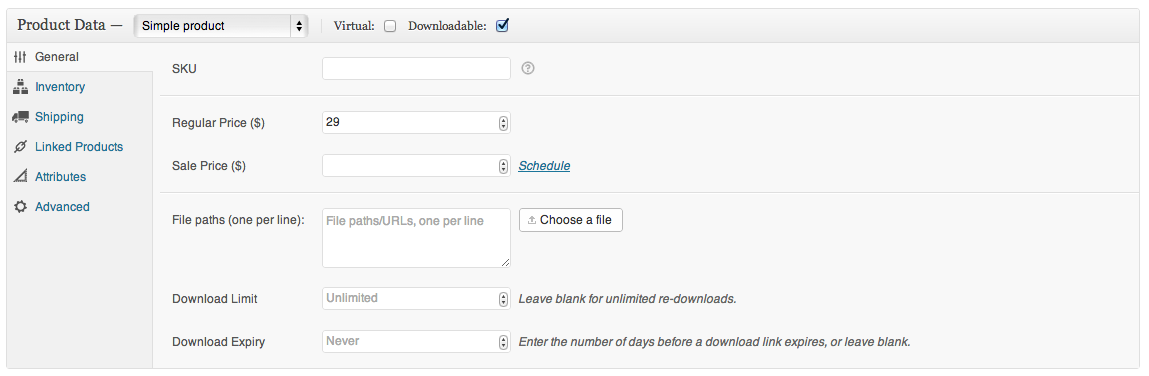 Product Data — Simple product Virtual: Downloadable:
General
Inventory
Shipping
Linked Products
Attributes
Advanced
SKU ?
Regular Price ($) 29
Sale Price ($) Schedule
File paths (one per line): File paths/URLs, one per line Choose a file
Download Limit Unlimited Leave blank for unlimited re-downloads.
Download Expiry Never Enter the number of days before a download link expires, or leave blank.